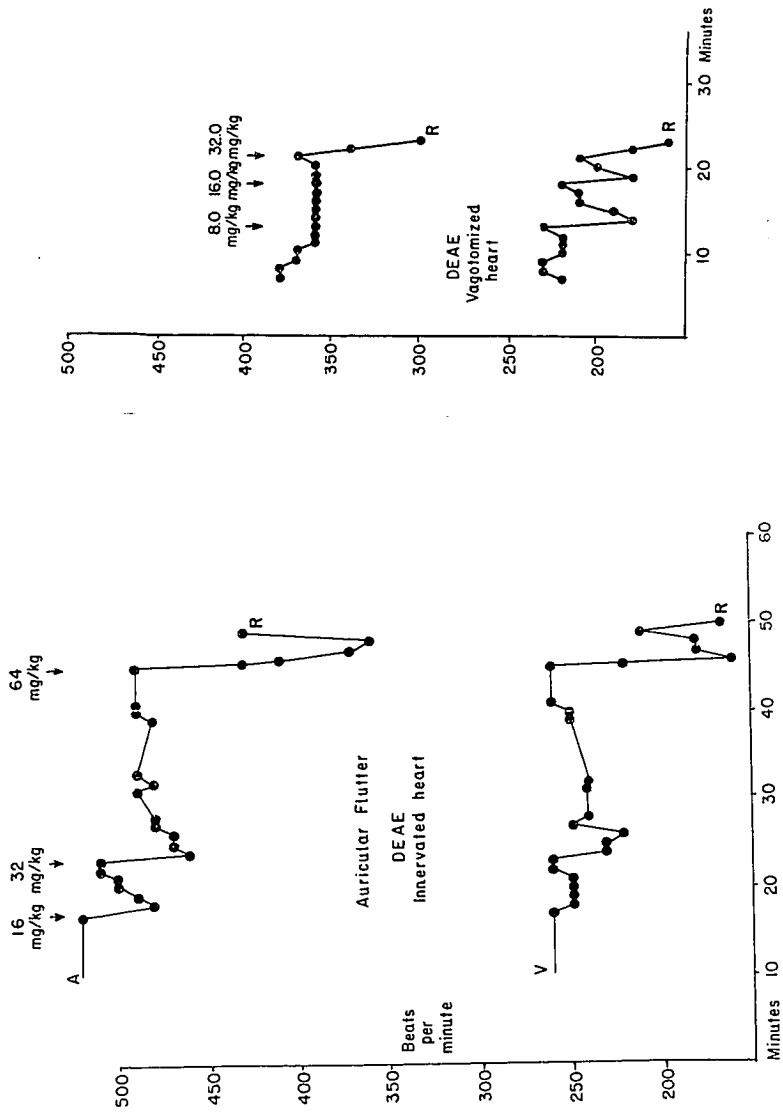 16
mg/kg
32
mg/kg
64
mg/kg
A
R
500
450
400
350
300
250
200
Beats
per
minute
Auricular Flutter
DEAE
Innervated heart
V
R
Minutes
10
20
30
40
50
60
8.0
mg/kg
16.0
mg/kg
32.0
mg/kg
R
500
450
400
350
300
250
200
DEAE
Vagotomized
heart
R
10
20
30
Minutes